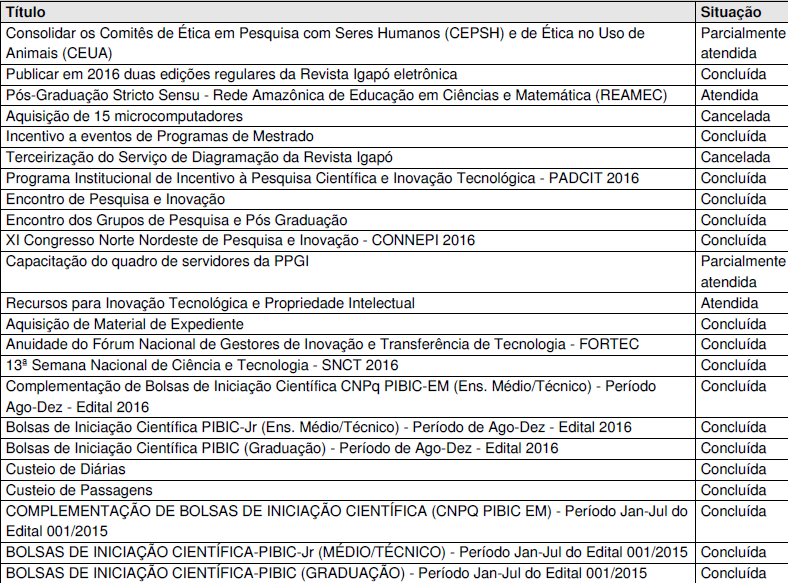 Título Situação
Consolidar os Comitês de Ética em Pesquisa com Seres Humanos (CEPSH) e de Ética no Uso de Parcialmente
Animais (CEUA) atendida
Publicar em 2016 duas edições regulares da Revista Igapó eletrônica Concluída
Pós-Graduação Stricto Sensu - Rede Amazônica de Educação em Ciências e Matemática (REAMEC) Atendida
Aquisição de 15 microcomputadores Cancelada
Incentivo a eventos de Programas de Mestrado Concluída
Terceirização do Serviço de Diagramação da Revista Igapó Cancelada
Programa Institucional de Incentivo à Pesquisa Científica e Inovação Tecnológica - PADCIT 2016 Concluída
Encontro de Pesquisa e Inovação Concluída
Encontro dos Grupos de Pesquisa e Pós Graduação Concluída
XI Congresso Norte Nordeste de Pesquisa e Inovação - CONNEPI 2016 Concluída
Capacitação do quadro de servidores da PPGI Parcialmente
atendida
Recursos para Inovação Tecnológica e Propriedade Intelectual Atendida
Aquisição de Material de Expediente Concluída
Anuidade do Fórum Nacional de Gestores de Inovação e Transferência de Tecnologia - FORTEC Concluída
13ª Semana Nacional de Ciência e Tecnologia - SNCT 2016 Concluída
Complementação de Bolsas de Iniciação Científica CNPq PIBIC-EM (Ens. Médio/Técnico) - Período Concluída
Ago-Dez - Edital 2016
Bolsas de Iniciação Científica PIBIC-Jr (Ens. Médio/Técnico) - Período de Ago-Dez - Edital 2016 Concluída
Bolsas de Iniciação Científica PIBIC (Graduação) - Período de Ago-Dez - Edital 2016 Concluída
Custeio de Diárias Concluída
Custeio de Passagens Concluída
COMPLEMENTAÇÃO DE BOLSAS DE INICIAÇÃO CIENTÍFICA (CNPQ PIBIC EM) - Período Jan-Jul do Concluída
Edital 001/2015
BOLSAS DE INICIAÇÃO CIENTÍFICA-PIBIC-Jr (MÉDIO/TÉCNICO) - Período Jan-Jul do Edital 001/2015 Concluída
BOLSAS DE INICIAÇÃO CIENTÍFICA-PIBIC (GRADUAÇÃO) - Período Jan-Jul do Edital 001/2015 Concluída